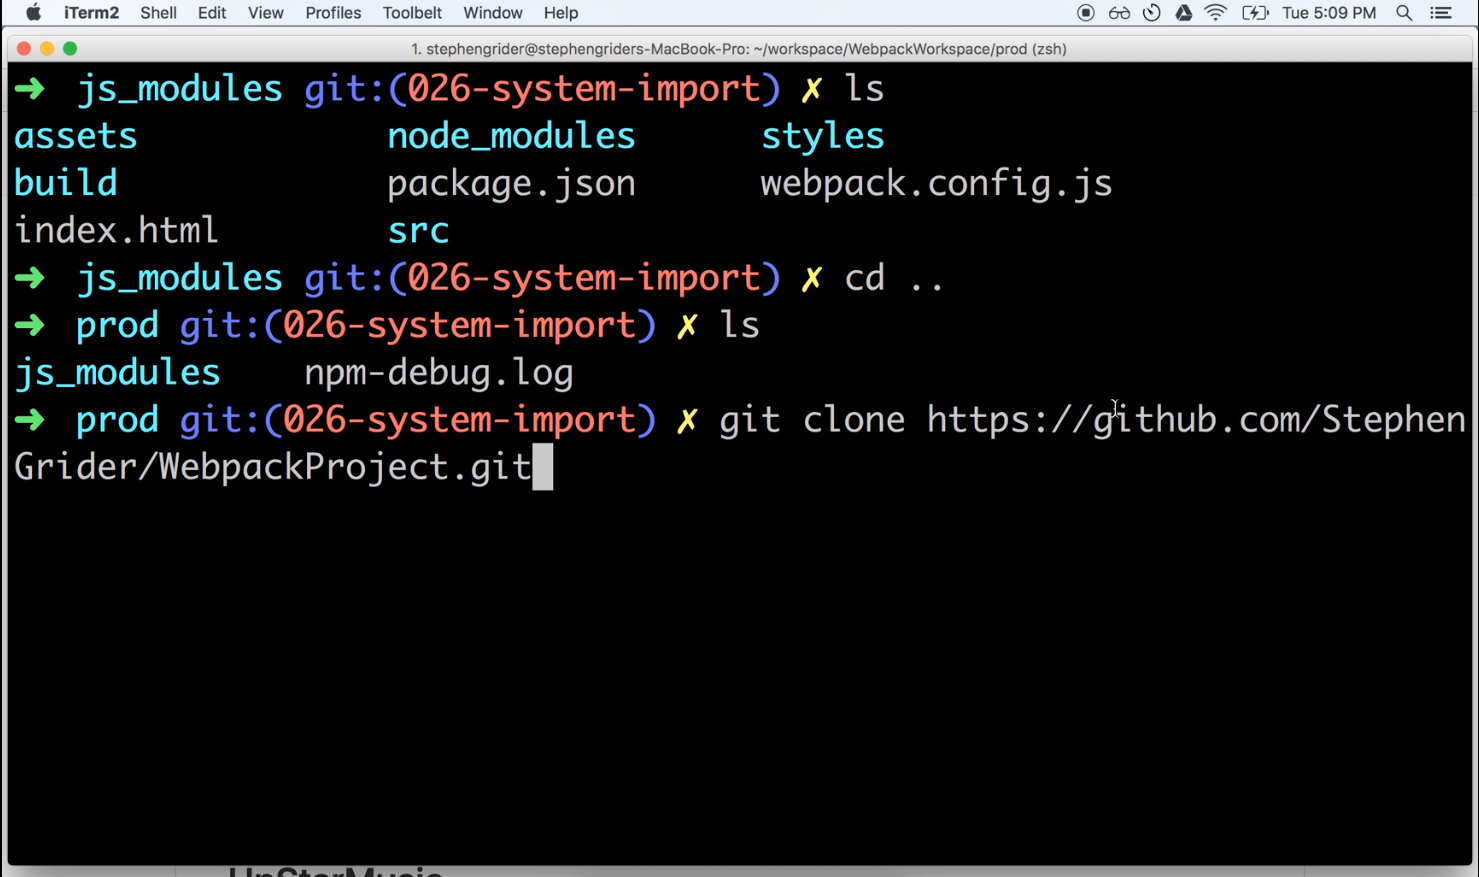 iTerm2 Shell Edit View Profiles Toolbelt Window Help Tue 5:09 PM
1. stephengrider@stephengriders-MacBook-Pro: ~/workspace/WebpackWorkspace/prod (zsh)
➜ js_modules git:(026-system-import) ✗ ls
assets node_modules styles
build package.json webpack.config.js
index.html src
➜ js_modules git:(026-system-import) ✗ cd ..
➜ prod git:(026-system-import) ✗ ls
js_modules npm-debug.log
➜ prod git:(026-system-import) ✗ git clone https://github.com/Stephen
Grider/WebpackProject.git
UpStarMusic